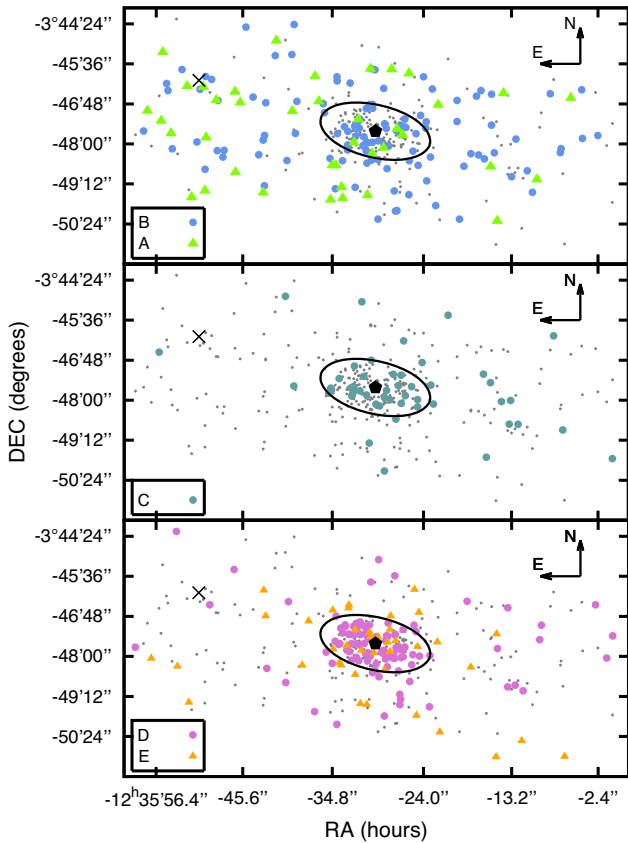 -3°44'24’’
-45'36’’
-46'48’’
-48'00’’
-49'12’’
-50'24’’
N
E
B
A
-3°44'24’’
-45'36’’
-46'48’’
-48'00’’
-49'12’’
-50'24’’
N
E
C
DEC (degrees)
-3°44'24’’
-45'36’’
-46'48’’
-48'00’’
-49'12’’
-50'24’’
N
E
D
E
-12h35'56.4’’ -45.6’’ -34.8’’ -24.0’’ -13.2’’ -2.4’’
RA (hours)